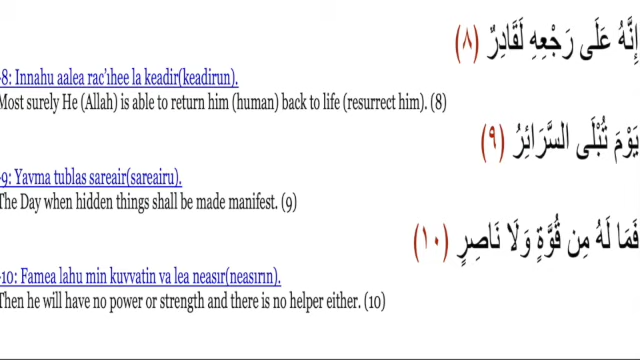 إِنَّهُ عَلَى رَجْعِهِ لَقَادِرٌ (٨)
-8: Innahu aalea rac’ıhee la keadir(keadirun).
Most surely He (Allah) is able to return him (human) back to life (resurrect him). (8)
يَوْمَ تُبْلَى السَّرَائِرُ (٩)
-9: Yavma tublas sareair(sareairu).
The Day when hidden things shall be made manifest. (9)
فَمَا لَهُ مِن قُوَّةٍ وَلَا نَاصِرٍ (١٠)
-10: Famea lahu min kuvvatin va lea neasır(neasırın).
Then he will have no power or strength and there is no helper either. (10)